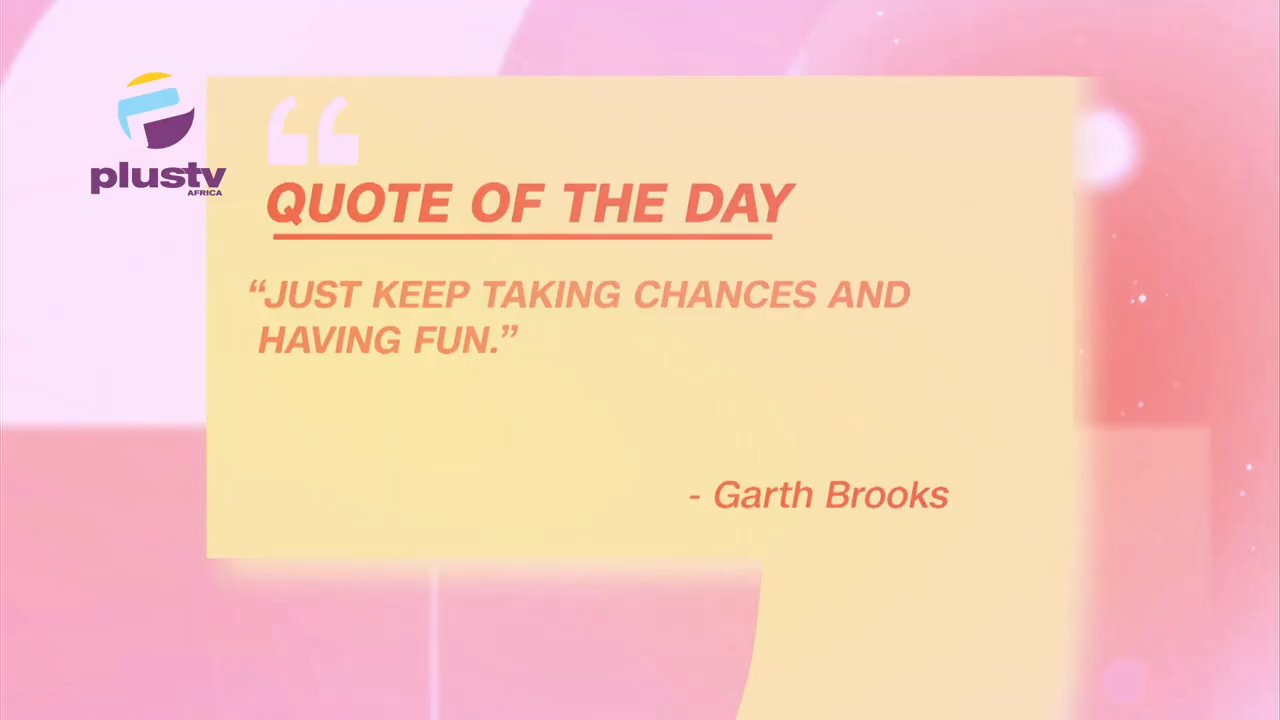 plustv
AFRICA
QUOTE OF THE DAY
“JUST KEEP TAKING CHANCES AND
HAVING FUN.”
- Garth Brooks